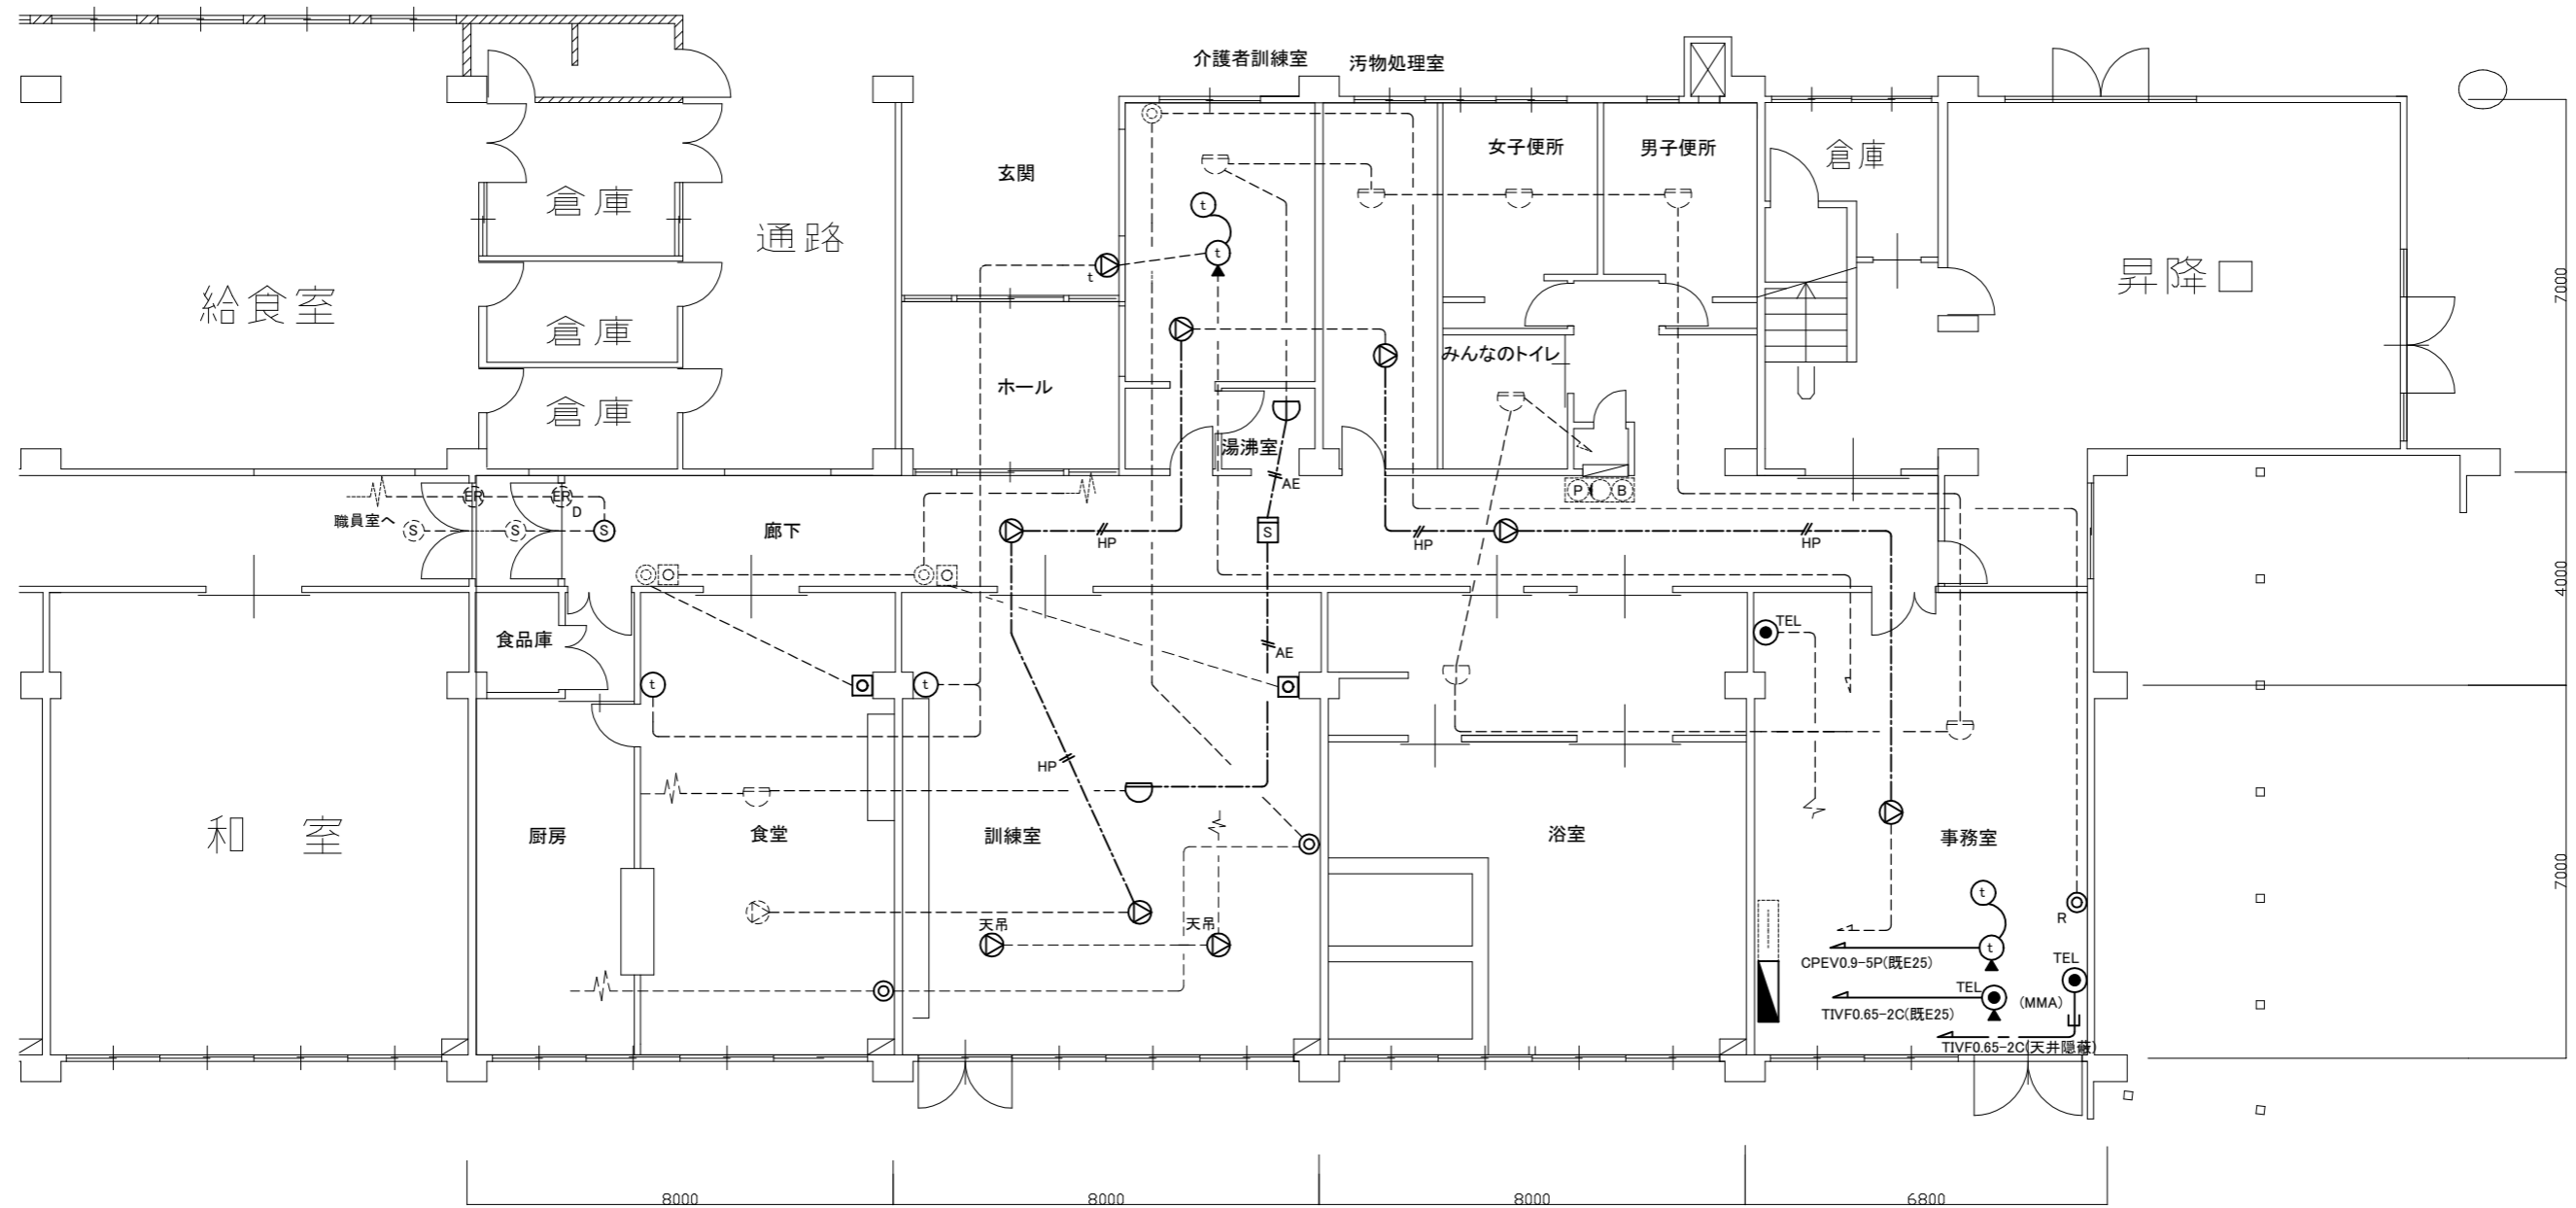 介護者訓練室
汚物処理室
女子便所
男子便所
倉庫
玄関
倉庫
通路
昇降口
給食室
7000
倉庫
みんなのトイレ
ホール
倉庫
湯沸室
AE
P
B
ER
ER
D
職員室へ
S
S
S
廊下
HP
S
HP
HP
4000
食品庫
TEL
AE
t
t
t
t
t
HP
和 室
厨房
食堂
訓練室
浴室
事務室
7000
天吊
天吊
t
R
t
CPEV0.9-5P(既E25)
TEL
TEL
(MMA)
TIVF0.65-2C(既E25)
TIVF0.65-2C(天井隠蔽)
8000
8000
8000
6800